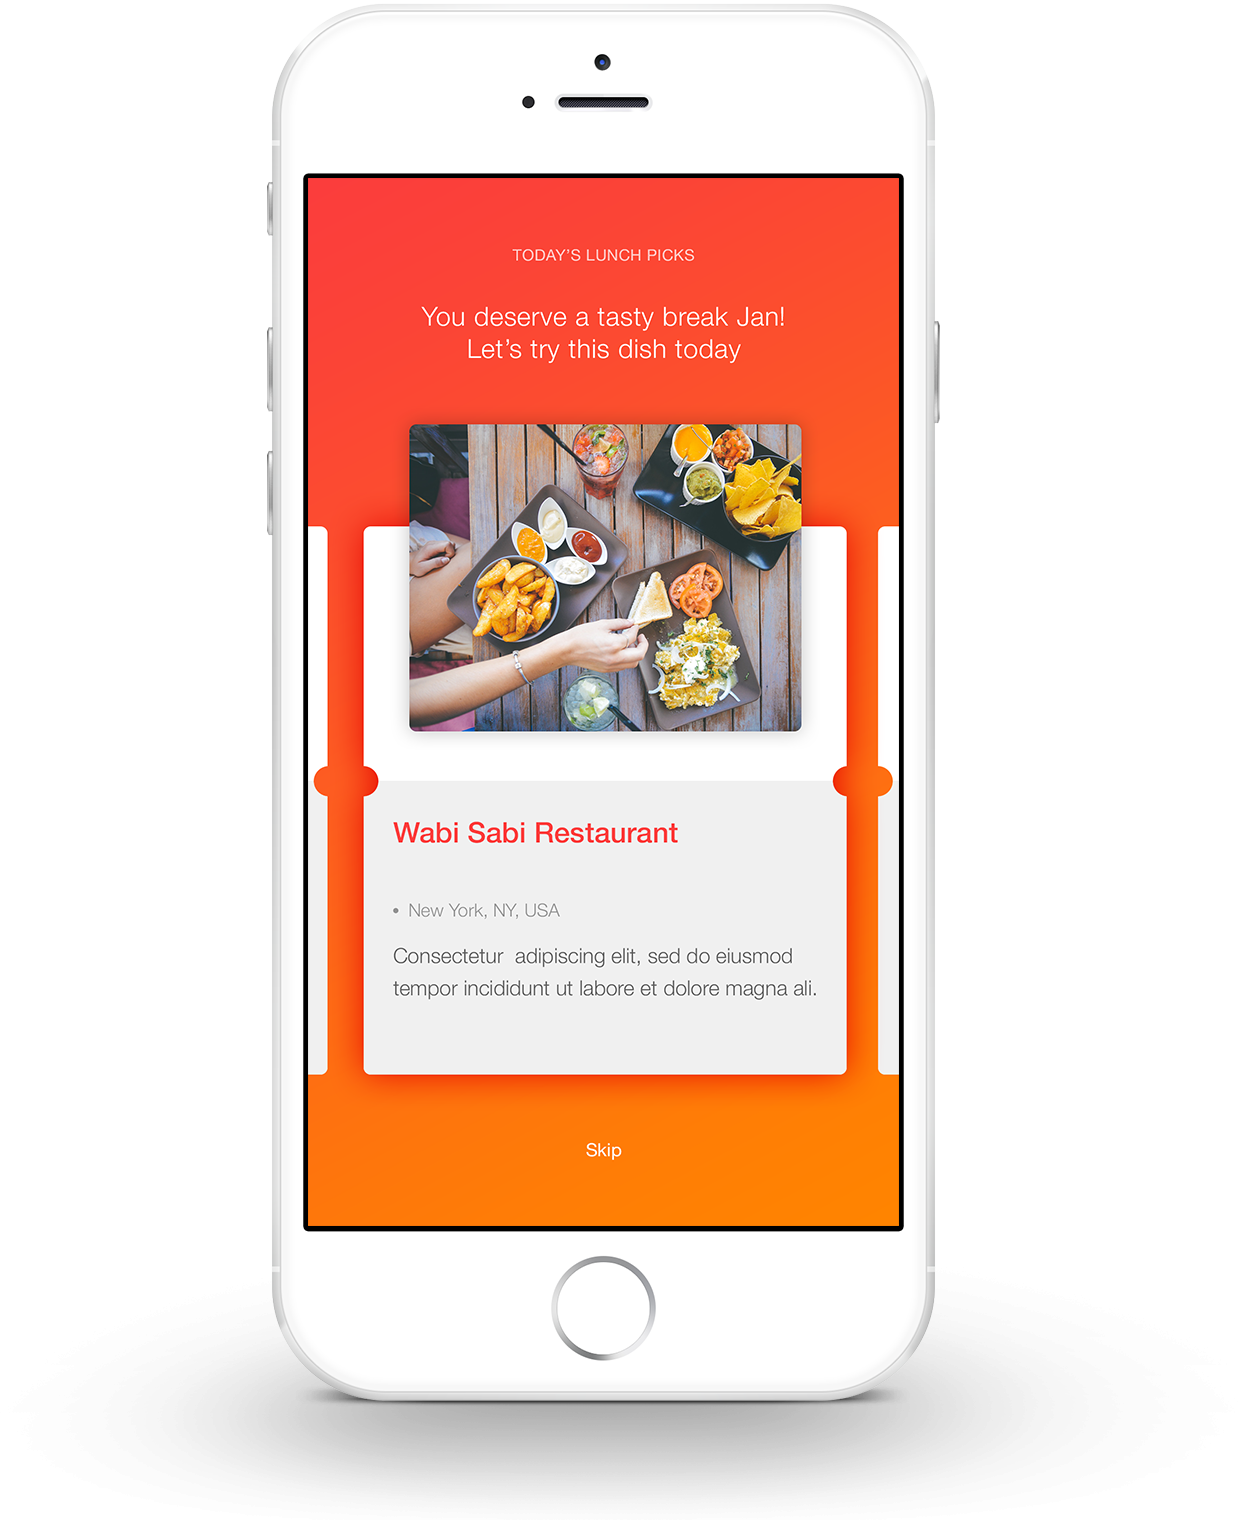 TODAY’S LUNCH PICKS
You deserve a tasty break Jan!
Let’s try this dish today
Wabi Sabi Restaurant
• New York, NY, USA
Consectetur  adipiscing elit, sed do eiusmod
tempor incididunt ut labore et dolore magna ali.
Skip